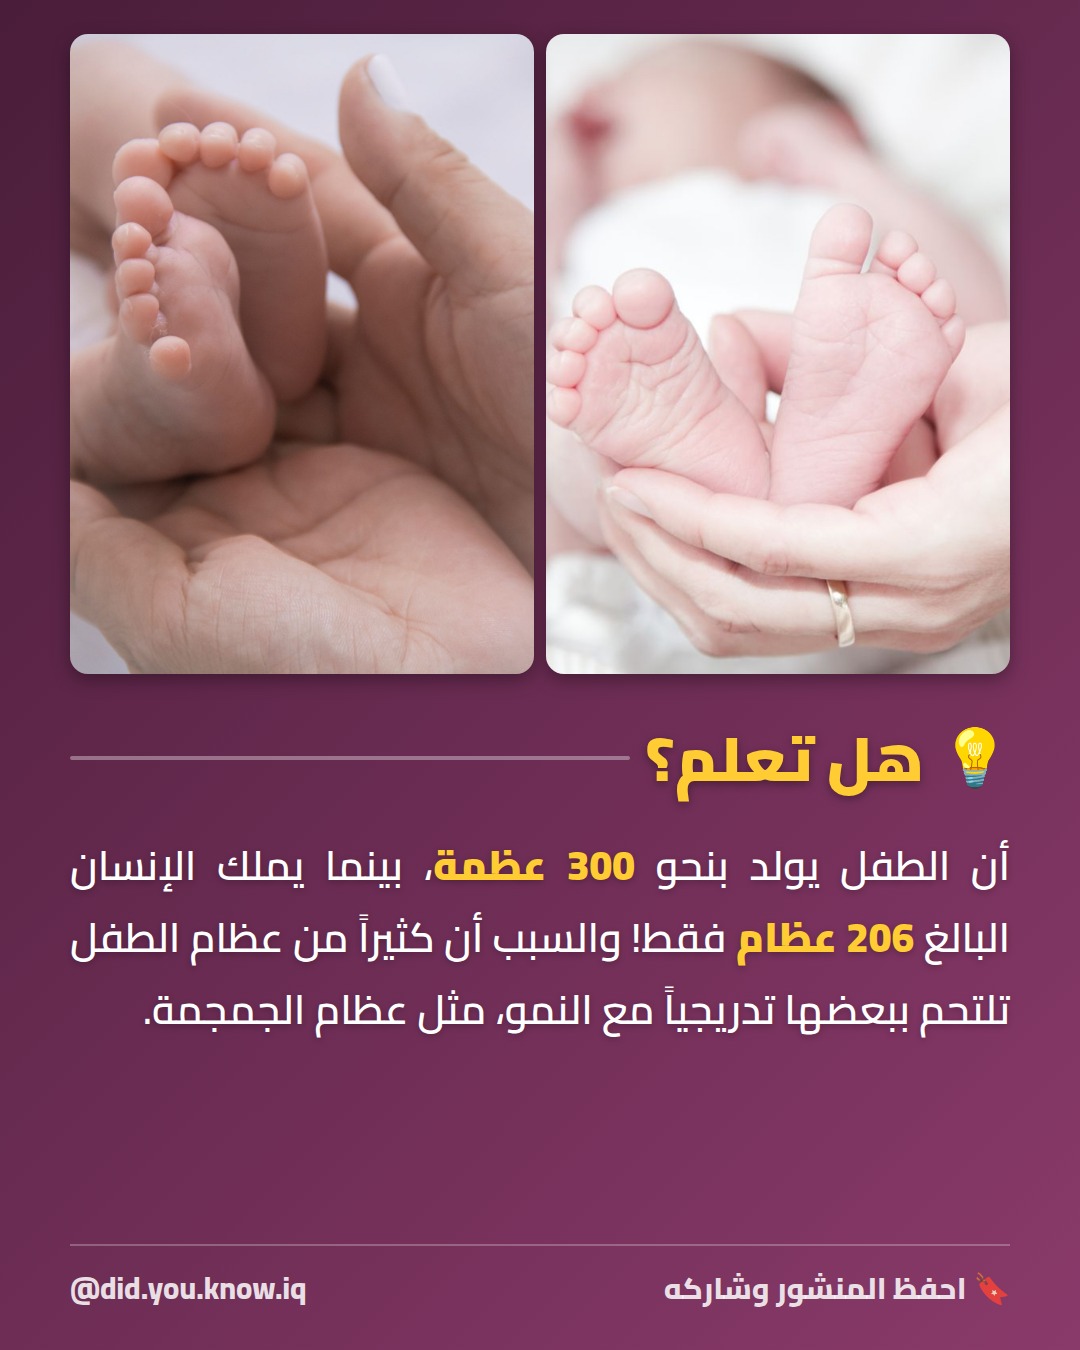 💡 هل تعلم؟
أن الطفل يولد بنحو 300 عظمة، بينما يملك الإنسان
البالغ 206 عظام فقط! والسبب أن كثيراً من عظام الطفل
تلتحم ببعضها تدريجياً مع النمو، مثل عظام الجمجمة.
🔖 احفظ المنشور وشاركه
@did.you.know.iq